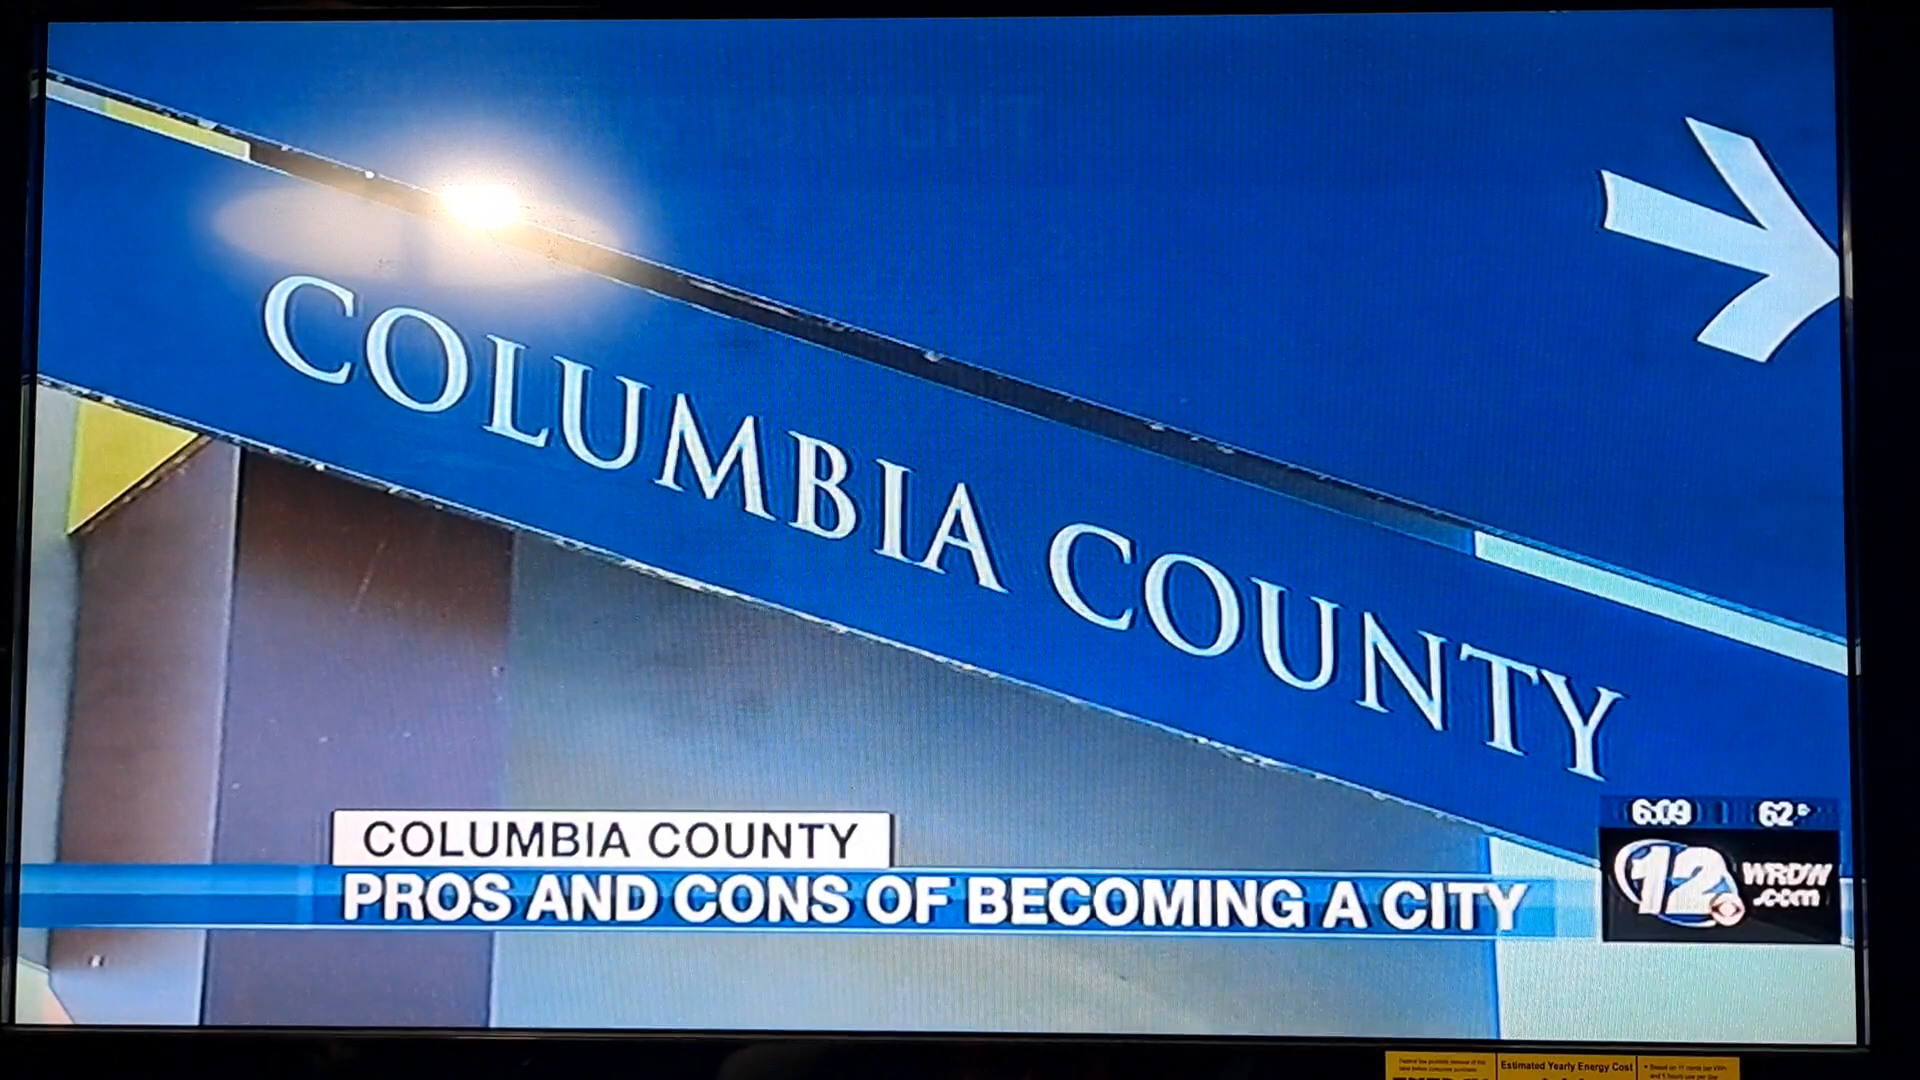 COLUMBIA COUNTY
COLUMBIA COUNTY
PROS AND CONS OF BECOMING A CITY
6:09 62°
12 WRDW
.com
Estimated Yearly Energy Cost